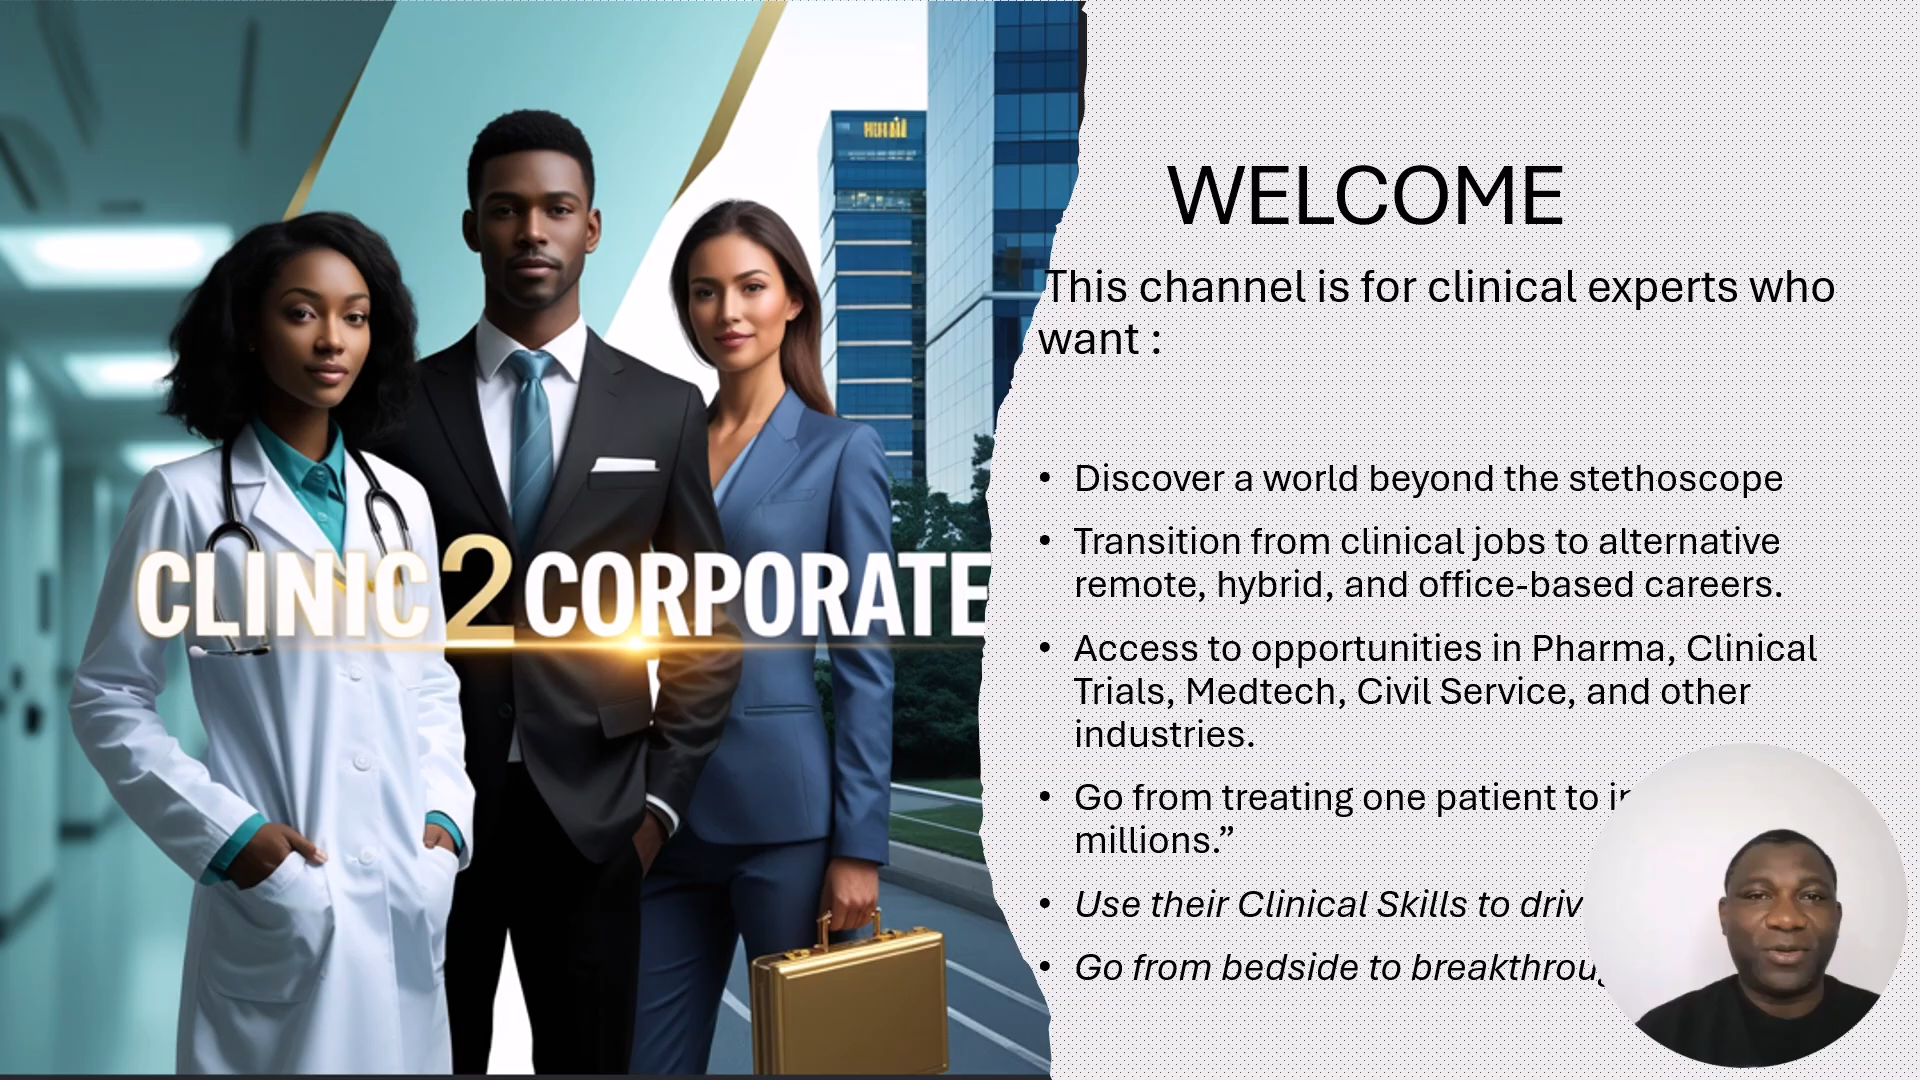 CLINIC 2 CORPORATE
WELCOME
This channel is for clinical experts who
want :
• Discover a world beyond the stethoscope
• Transition from clinical jobs to alternative
remote, hybrid, and office-based careers.
• Access to opportunities in Pharma, Clinical
Trials, Medtech, Civil Service, and other
industries.
• Go from treating one patient to
millions.”
• Use their Clinical Skills to
• Go from bedside to